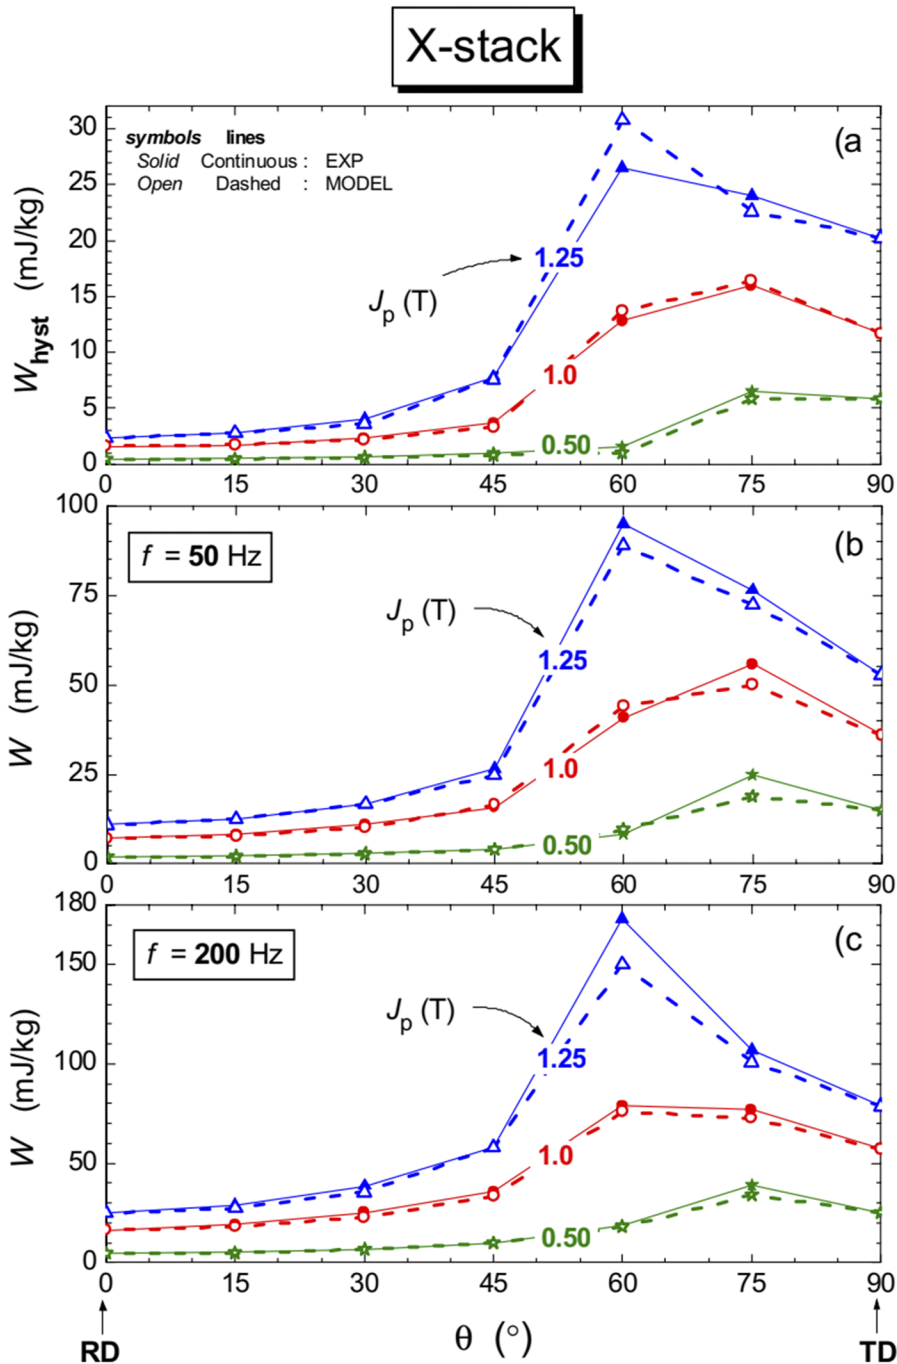 X-stack
(a
symbols lines
Solid Continuous : EXP
Open Dashed : MODEL
W_hyst (mJ/kg)
30
25
20
15
10
5
0
J_p (T)
1.25
1.0
0.50
0 15 30 45 60 75 90
(b
f = 50 Hz
W (mJ/kg)
100
75
50
25
0
J_p (T)
1.25
1.0
0.50
0 15 30 45 60 75 90
(c
f = 200 Hz
W (mJ/kg)
180
150
100
50
0
J_p (T)
1.25
1.0
0.50
0 15 30 45 60 75 90
RD θ (°) TD